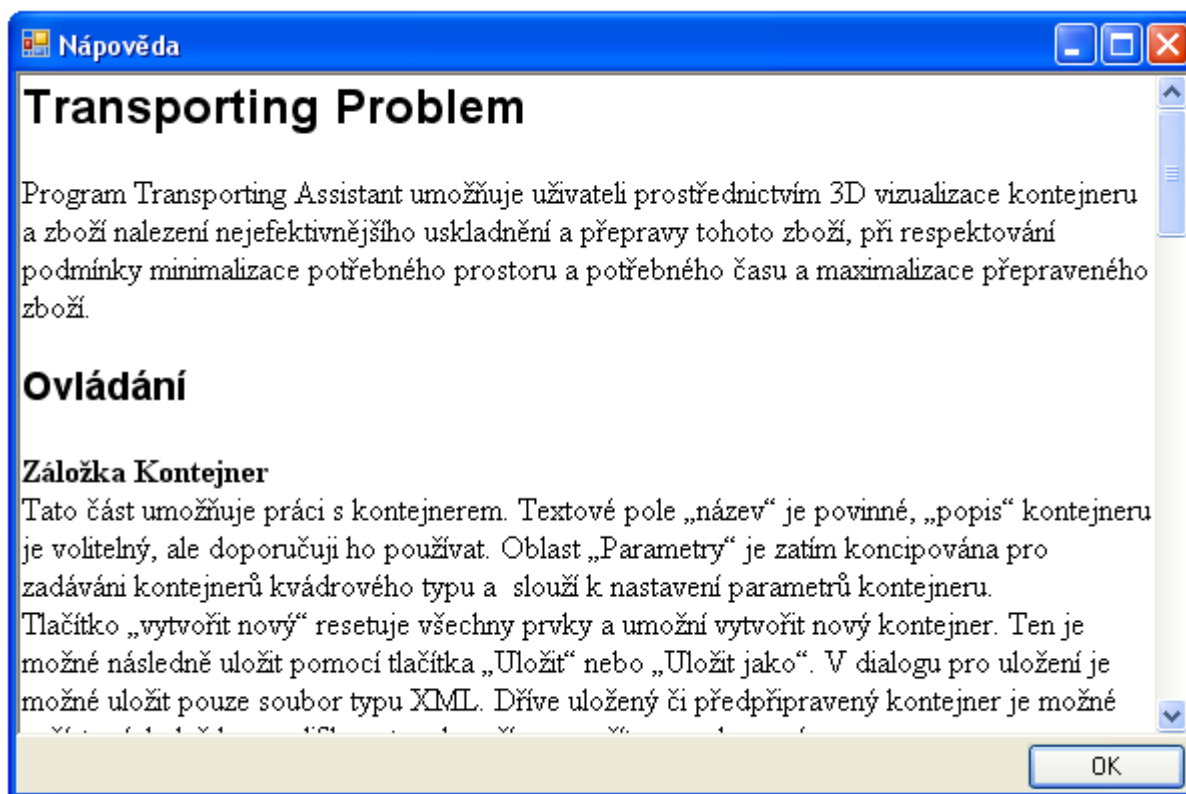 Nápověda
Transporting Problem
Program Transporting Assistant umožňuje uživateli prostřednictvím 3D vizualizace kontejneru
a zboží nalezení nejefektivnějšího uskladnění a přepravy tohoto zboží, při respektování
podmínky minimalizace potřebného prostoru a potřebného času a maximalizace přepraveného
zboží.
Ovládání
Záložka Kontejner
Tato část umožňuje práci s kontejnerem. Textové pole „název“ je povinné, „popis“ kontejneru
je volitelný, ale doporučuji ho používat. Oblast „Parametry“ je zatím koncipována pro
zadáváni kontejnerů kvádrového typu a  slouží k nastavení parametrů kontejneru.
Tlačítko „vytvořit nový“ resetuje všechny prvky a umožní vytvořit nový kontejner. Ten je
možné následně uložit pomocí tlačítka „Uložit“ nebo „Uložit jako“. V dialogu pro uložení je
možné uložit pouze soubor typu XML. Dříve uložený či předpřipravený kontejner je možné
OK